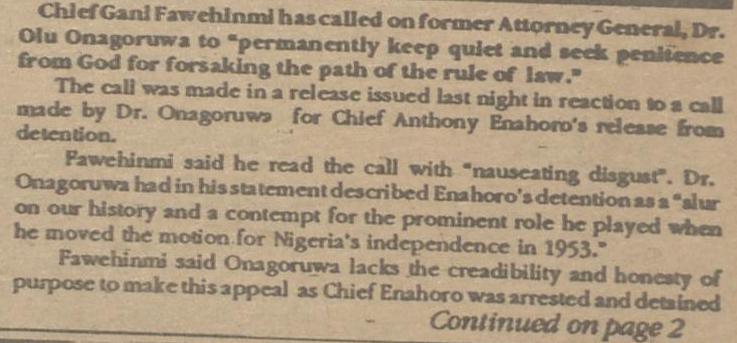 Chief Gani Fawehinmi has called on former Attorney General, Dr.
Olu Onagoruwa to "permanently keep quiet and seek penitence
from God for forsaking the path of the rule of law."
The call was made in a release issued last night in reaction to a call
made by Dr. Onagoruwa for Chief Anthony Enahoro's release from
detention.
Fawehinmi said he read the call with "nauseating disgust". Dr.
Onagoruwa had in his statement described Enahoro's detention as a "slur
on our history and a contempt for the prominent role he played when
he moved the motion for Nigeria's independence in 1953."
Fawehinmi said Onagoruwa lacks the creadibility and honesty of
purpose to make this appeal as Chief Enahoro was arrested and detained
Continued on page 2